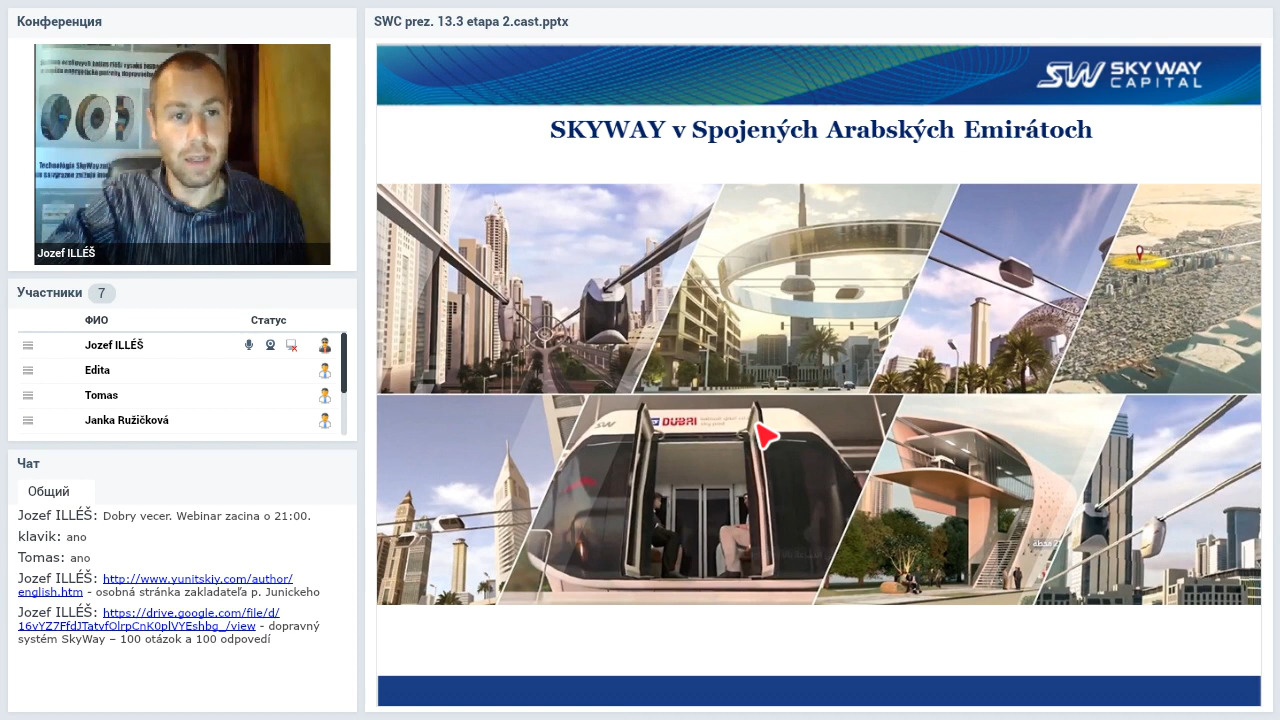 Конференция
Jozef ILLÉŠ
Участники 7
ФИО Статус
Jozef ILLÉŠ
Edita
Tomas
Janka Ružičková
Чат
Общий
Jozef ILLÉŠ: Dobry vecer. Webinar zacina o 21:00.
klavik: ano
Tomas: ano
Jozef ILLÉŠ: http://www.yunitskiy.com/author/
english.htm - osobná stránka zakladateľa p. Junického
Jozef ILLÉŠ: https://drive.google.com/file/d/
16vYZ7FfdJTatvfOlrpCnK0plVYEshbg_/view - dopravný
systém SkyWay – 100 otázok a 100 odpovedí
SWC prez. 13.3 etapa 2.cast.pptx
SW SKY WAY
CAPITAL
SKYWAY v Spojených Arabských Emirátoch
SW
DUBAI